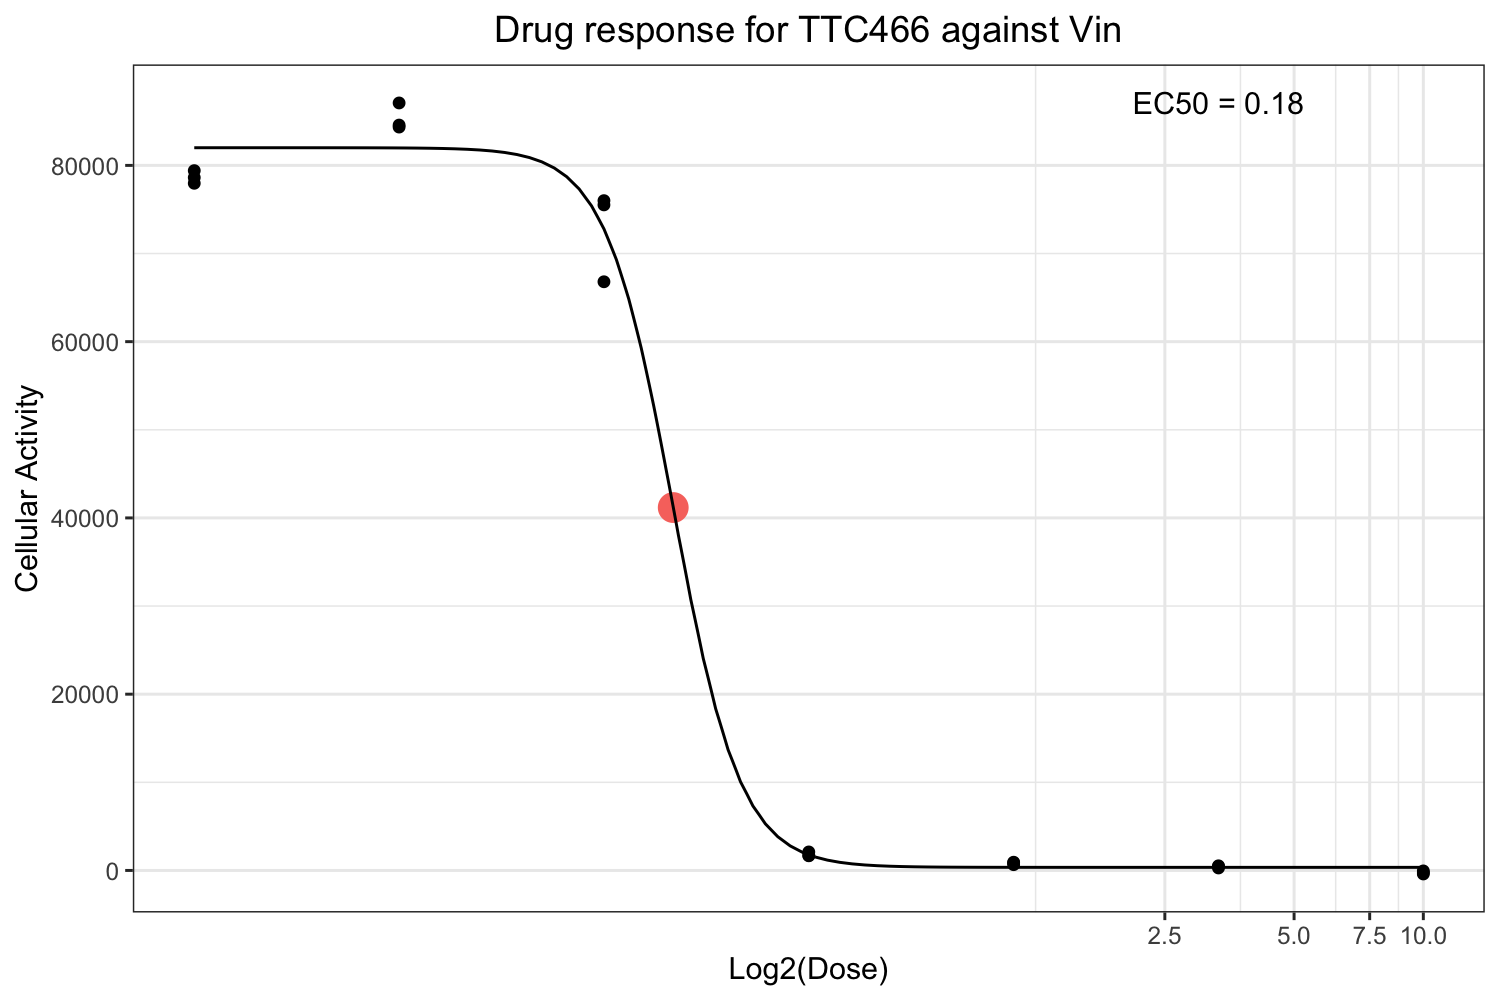 Drug response for TTC466 against Vin
EC50 = 0.18
80000
60000
40000
20000
0
Cellular Activity
2.5 5.0 7.5 10.0
Log2(Dose)